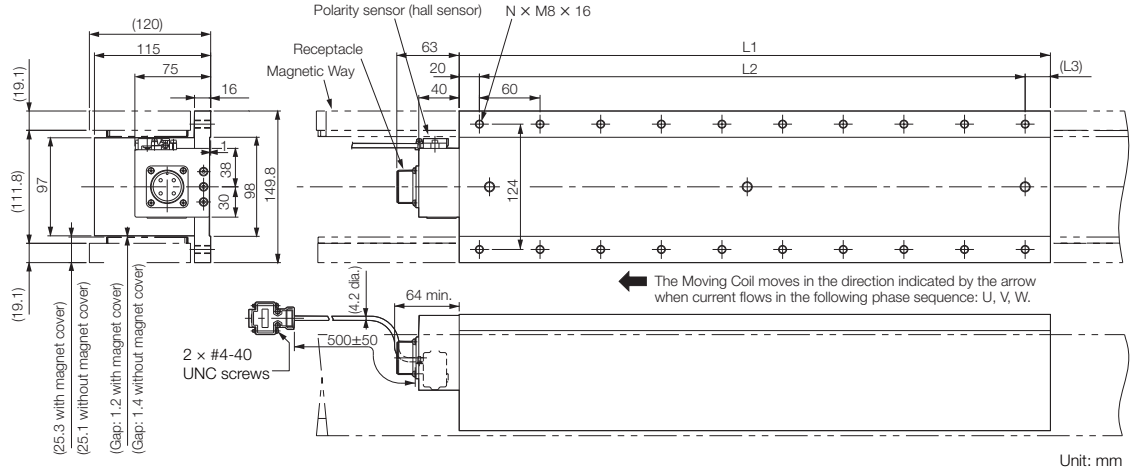 Polarity sensor (hall sensor)
N × M8 × 16
(120)
115
75
16
Receptacle
Magnetic Way
63
20
40
60
L1
L2
(L3)
(19.1)
(111.8)
(19.1)
97
1
38
30
98
149.8
124
The Moving Coil moves in the direction indicated by the arrow
when current flows in the following phase sequence: U, V, W.
(25.3 with magnet cover)
(25.1 without magnet cover)
(Gap: 1.2 with magnet cover)
(Gap: 1.4 without magnet cover)
2 × #4-40
UNC screws
500±50
(4.2 dia.)
64 min.
Unit: mm